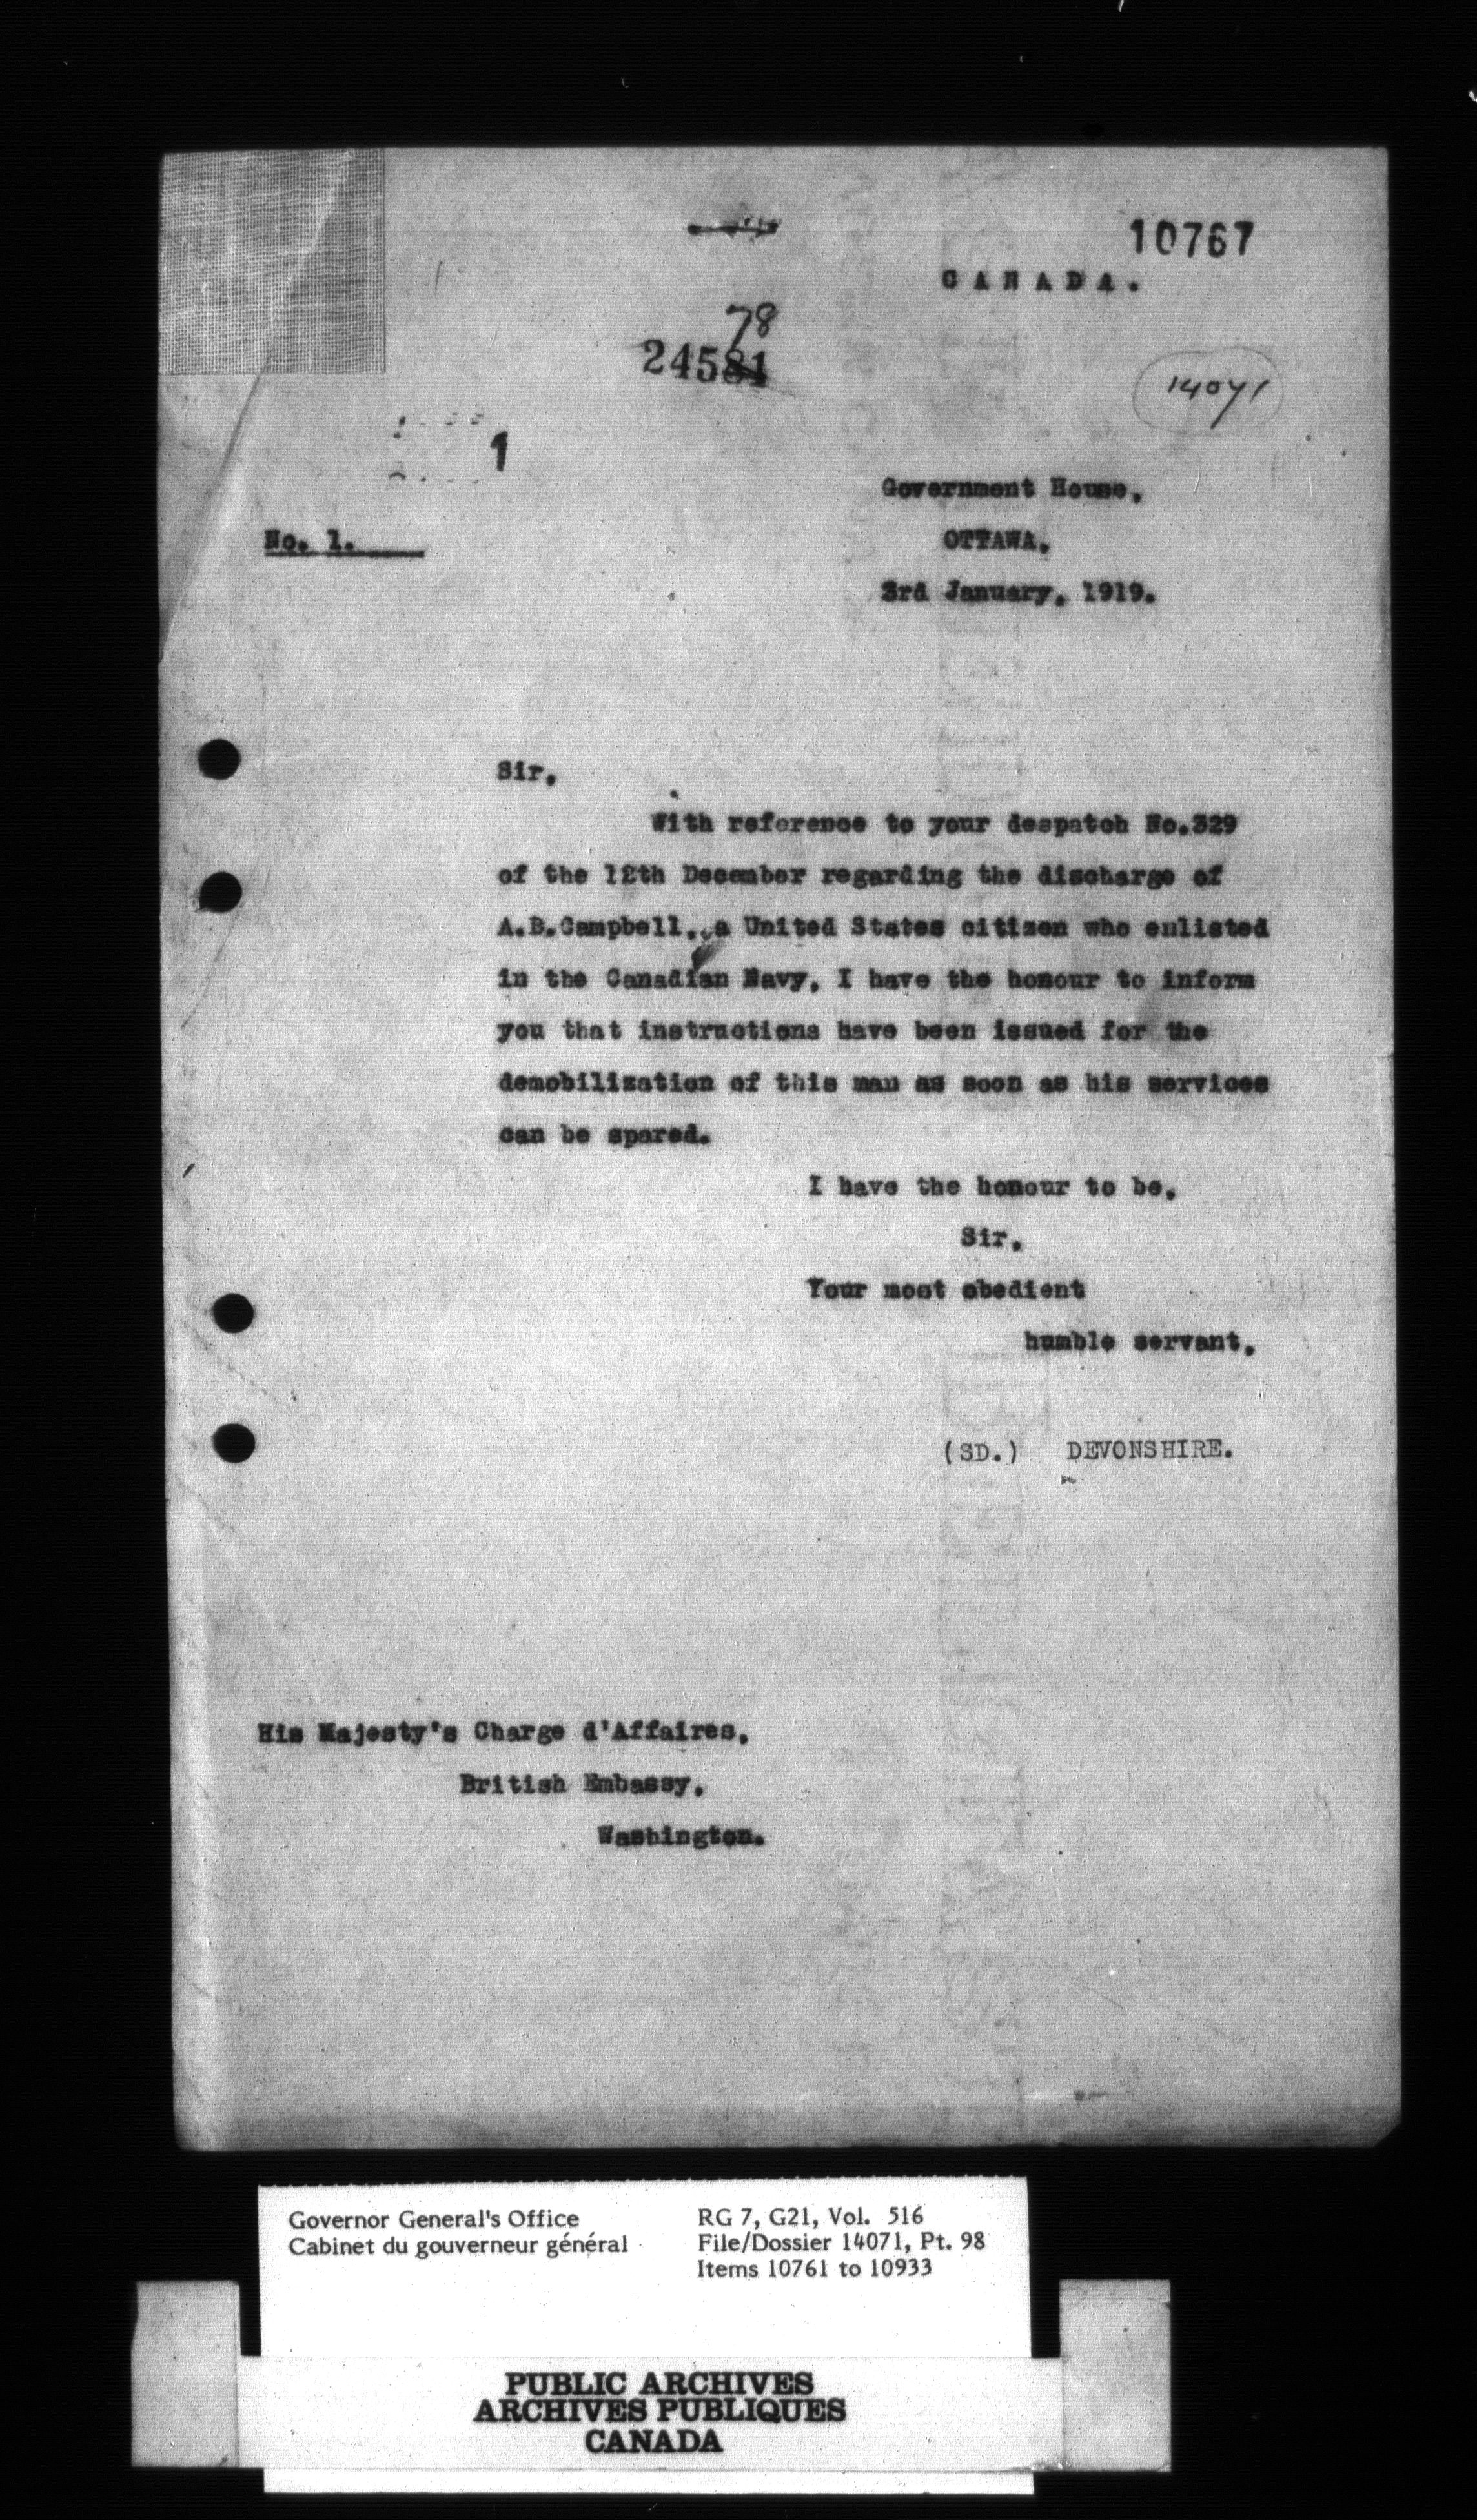 10767
CANADA.
78
24581
14071
1
Government House,
No. 1.
OTTAWA,
3rd January, 1919.
Sir,
With reference to your despatch No.329
of the 12th December regarding the discharge of
A.B.Campbell, a United States citizen who enlisted
in the Canadian Navy, I have the honour to inform
you that instructions have been issued for the
demobilization of this man as soon as his services
can be spared.
I have the honour to be,
Sir,
Your most obedient
humble servant,
(SD.) DEVONSHIRE.
His Majesty's Charge d'Affaires,
British Embassy,
Washington.
Governor General's Office
Cabinet du gouverneur général
RG 7, G21, Vol. 516
File/Dossier 14071, Pt. 98
Items 10761 to 10933
PUBLIC ARCHIVES
ARCHIVES PUBLIQUES
CANADA